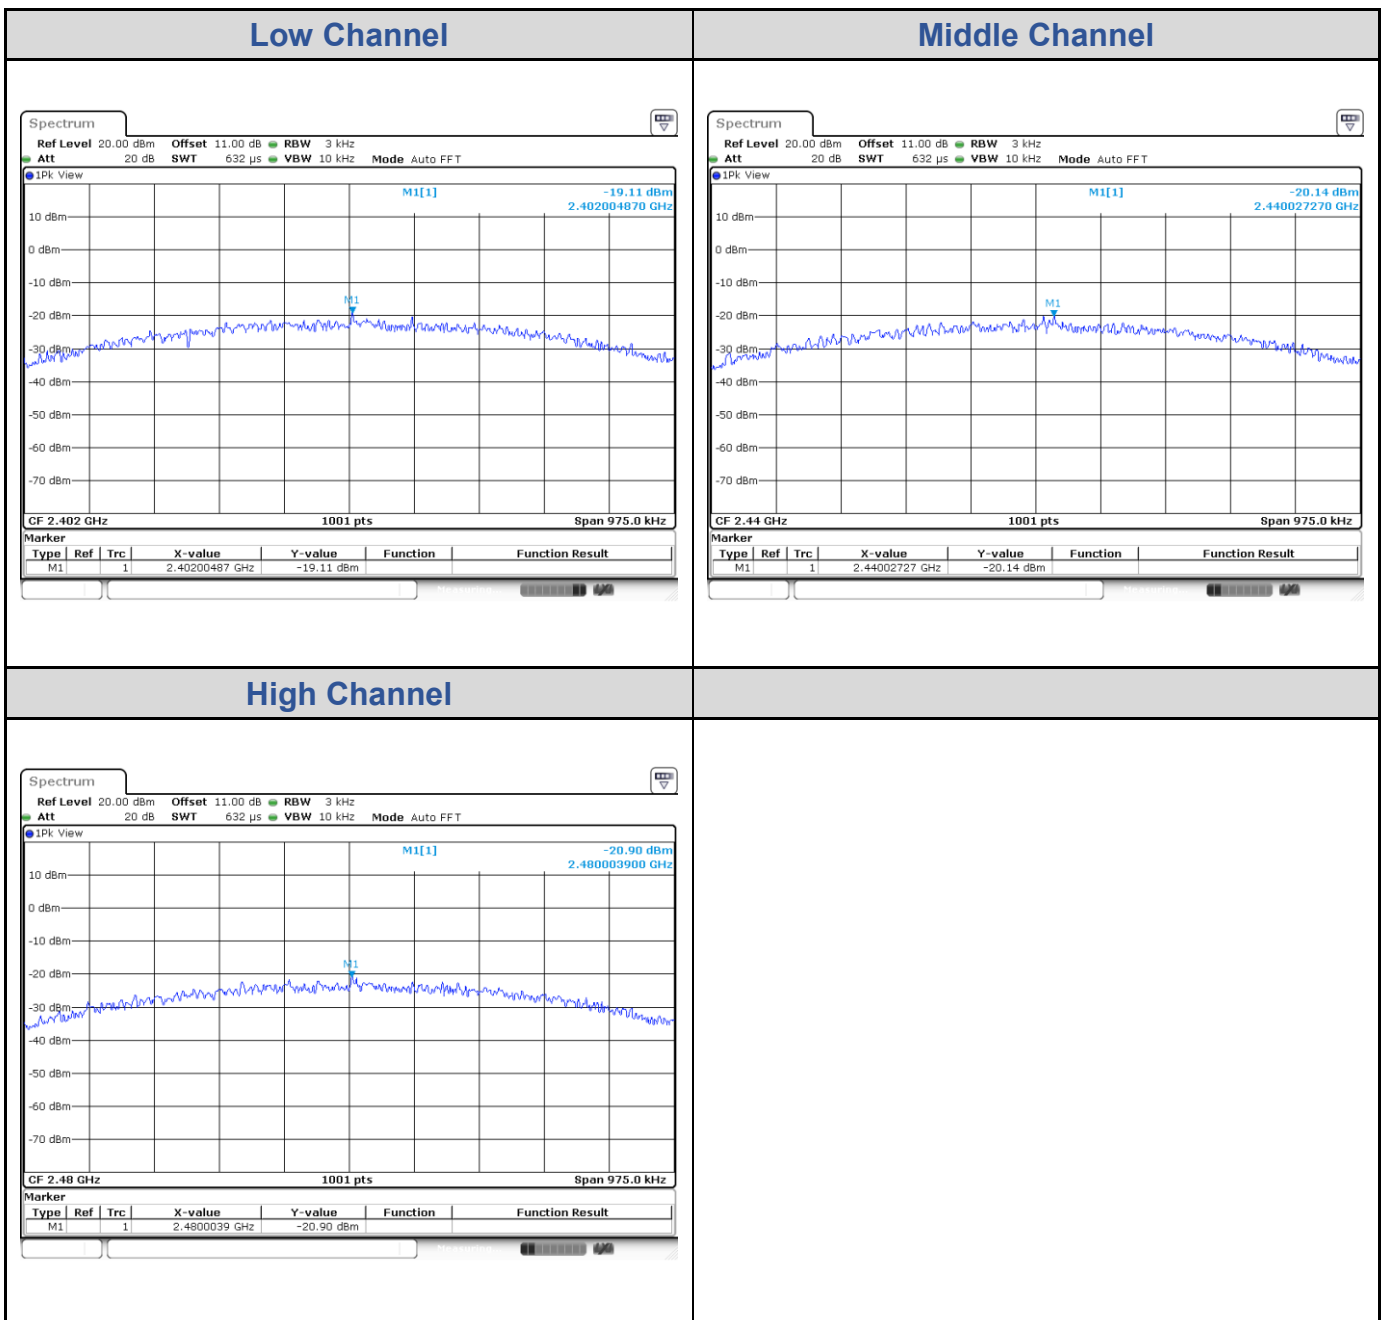 Low Channel
Middle Channel
Spectrum
Ref Level 20.00 dBm Offset 11.00 dB RBW 3 kHz
Att 20 dB SWT 632 µs VBW 10 kHz Mode Auto FFT
1Pk View
M1[1] -19.11 dBm
2.402004870 GHz
10 dBm
0 dBm
-10 dBm
M1
-20 dBm
-30 dBm
-40 dBm
-50 dBm
-60 dBm
-70 dBm
CF 2.402 GHz 1001 pts Span 975.0 kHz
Marker
Type Ref Trc X-value Y-value Function Function Result
M1 1 2.40200487 GHz -19.11 dBm
Measuring...
Spectrum
Ref Level 20.00 dBm Offset 11.00 dB RBW 3 kHz
Att 20 dB SWT 632 µs VBW 10 kHz Mode Auto FFT
1Pk View
M1[1] -20.14 dBm
2.440027270 GHz
10 dBm
0 dBm
-10 dBm
M1
-20 dBm
-30 dBm
-40 dBm
-50 dBm
-60 dBm
-70 dBm
CF 2.44 GHz 1001 pts Span 975.0 kHz
Marker
Type Ref Trc X-value Y-value Function Function Result
M1 1 2.44002727 GHz -20.14 dBm
Measuring...
High Channel
Spectrum
Ref Level 20.00 dBm Offset 11.00 dB RBW 3 kHz
Att 20 dB SWT 632 µs VBW 10 kHz Mode Auto FFT
1Pk View
M1[1] -20.90 dBm
2.480003900 GHz
10 dBm
0 dBm
-10 dBm
M1
-20 dBm
-30 dBm
-40 dBm
-50 dBm
-60 dBm
-70 dBm
CF 2.48 GHz 1001 pts Span 975.0 kHz
Marker
Type Ref Trc X-value Y-value Function Function Result
M1 1 2.4800039 GHz -20.90 dBm
Measuring...